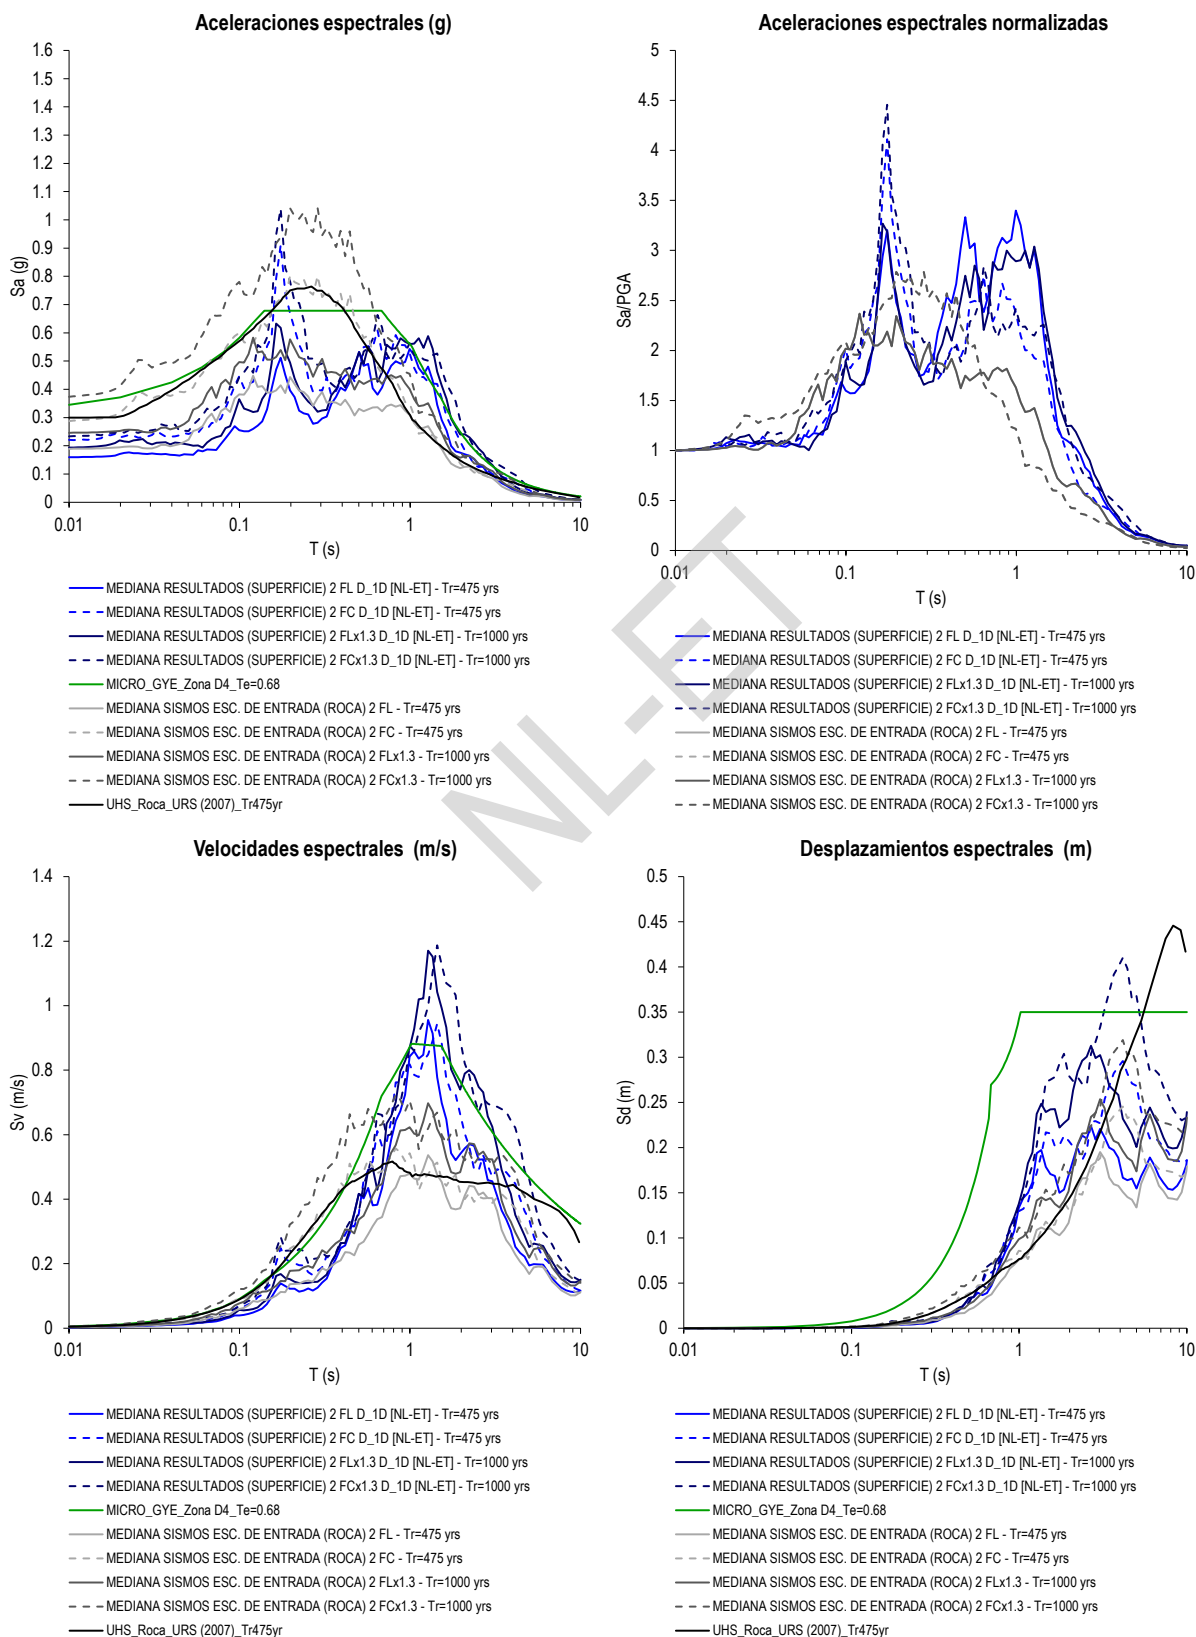 Aceleraciones espectrales (g)
1.6
1.5
1.4
1.3
1.2
1.1
1
0.9
0.8
0.7
0.6
0.5
0.4
0.3
0.2
0.1
0
Sa (g)
0.01
0.1
1
10
T (s)
MEDIANA RESULTADOS (SUPERFICIE) 2 FL D_1D [NL-ET] - Tr=475 yrs
MEDIANA RESULTADOS (SUPERFICIE) 2 FC D_1D [NL-ET] - Tr=475 yrs
MEDIANA RESULTADOS (SUPERFICIE) 2 FLx1.3 D_1D [NL-ET] - Tr=1000 yrs
MEDIANA RESULTADOS (SUPERFICIE) 2 FCx1.3 D_1D [NL-ET] - Tr=1000 yrs
MICRO_GYE_Zona D4_Te=0.68
MEDIANA SISMOS ESC. DE ENTRADA (ROCA) 2 FL - Tr=475 yrs
MEDIANA SISMOS ESC. DE ENTRADA (ROCA) 2 FC - Tr=475 yrs
MEDIANA SISMOS ESC. DE ENTRADA (ROCA) 2 FLx1.3 - Tr=1000 yrs
MEDIANA SISMOS ESC. DE ENTRADA (ROCA) 2 FCx1.3 - Tr=1000 yrs
UHS_Roca_URS (2007)_Tr475yr
Aceleraciones espectrales normalizadas
5
4.5
4
3.5
3
2.5
2
1.5
1
0.5
0
Sa/PGA
0.01
0.1
1
10
T (s)
MEDIANA RESULTADOS (SUPERFICIE) 2 FL D_1D [NL-ET] - Tr=475 yrs
MEDIANA RESULTADOS (SUPERFICIE) 2 FC D_1D [NL-ET] - Tr=475 yrs
MEDIANA RESULTADOS (SUPERFICIE) 2 FLx1.3 D_1D [NL-ET] - Tr=1000 yrs
MEDIANA RESULTADOS (SUPERFICIE) 2 FCx1.3 D_1D [NL-ET] - Tr=1000 yrs
MEDIANA SISMOS ESC. DE ENTRADA (ROCA) 2 FL - Tr=475 yrs
MEDIANA SISMOS ESC. DE ENTRADA (ROCA) 2 FC - Tr=475 yrs
MEDIANA SISMOS ESC. DE ENTRADA (ROCA) 2 FLx1.3 - Tr=1000 yrs
MEDIANA SISMOS ESC. DE ENTRADA (ROCA) 2 FCx1.3 - Tr=1000 yrs
NL-ET
Velocidades espectrales (m/s)
1.4
1.2
1
0.8
0.6
0.4
0.2
0
Sv (m/s)
0.01
0.1
1
10
T (s)
MEDIANA RESULTADOS (SUPERFICIE) 2 FL D_1D [NL-ET] - Tr=475 yrs
MEDIANA RESULTADOS (SUPERFICIE) 2 FC D_1D [NL-ET] - Tr=475 yrs
MEDIANA RESULTADOS (SUPERFICIE) 2 FLx1.3 D_1D [NL-ET] - Tr=1000 yrs
MEDIANA RESULTADOS (SUPERFICIE) 2 FCx1.3 D_1D [NL-ET] - Tr=1000 yrs
MICRO_GYE_Zona D4_Te=0.68
MEDIANA SISMOS ESC. DE ENTRADA (ROCA) 2 FL - Tr=475 yrs
MEDIANA SISMOS ESC. DE ENTRADA (ROCA) 2 FC - Tr=475 yrs
MEDIANA SISMOS ESC. DE ENTRADA (ROCA) 2 FLx1.3 - Tr=1000 yrs
MEDIANA SISMOS ESC. DE ENTRADA (ROCA) 2 FCx1.3 - Tr=1000 yrs
UHS_Roca_URS (2007)_Tr475yr
Desplazamientos espectrales (m)
0.5
0.45
0.4
0.35
0.3
0.25
0.2
0.15
0.1
0.05
0
Sd (m)
0.01
0.1
1
10
T (s)
MEDIANA RESULTADOS (SUPERFICIE) 2 FL D_1D [NL-ET] - Tr=475 yrs
MEDIANA RESULTADOS (SUPERFICIE) 2 FC D_1D [NL-ET] - Tr=475 yrs
MEDIANA RESULTADOS (SUPERFICIE) 2 FLx1.3 D_1D [NL-ET] - Tr=1000 yrs
MEDIANA RESULTADOS (SUPERFICIE) 2 FCx1.3 D_1D [NL-ET] - Tr=1000 yrs
MICRO_GYE_Zona D4_Te=0.68
MEDIANA SISMOS ESC. DE ENTRADA (ROCA) 2 FL - Tr=475 yrs
MEDIANA SISMOS ESC. DE ENTRADA (ROCA) 2 FC - Tr=475 yrs
MEDIANA SISMOS ESC. DE ENTRADA (ROCA) 2 FLx1.3 - Tr=1000 yrs
MEDIANA SISMOS ESC. DE ENTRADA (ROCA) 2 FCx1.3 - Tr=1000 yrs
UHS_Roca_URS (2007)_Tr475yr